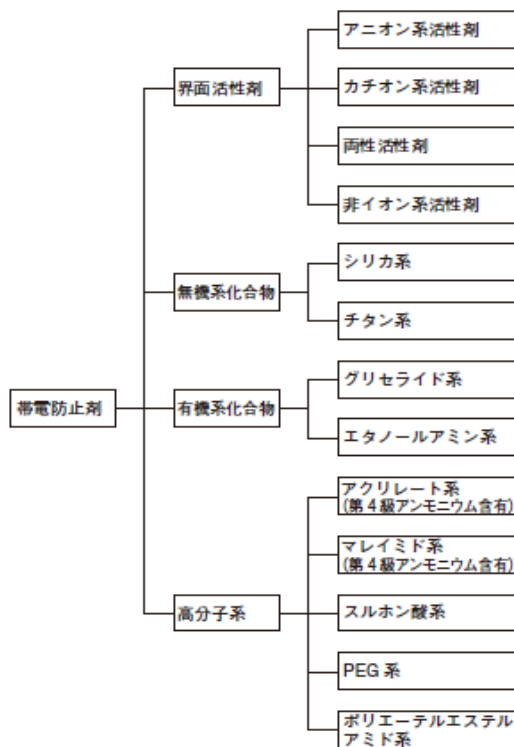 帯電防止剤
界面活性剤
アニオン系活性剤
カチオン系活性剤
両性活性剤
非イオン系活性剤
無機系化合物
シリカ系
チタン系
有機系化合物
グリセライド系
エタノールアミン系
高分子系
アクリレート系
(第4級アンモニウム含有)
マレイミド系
(第4級アンモニウム含有)
スルホン酸系
PEG系
ポリエーテルエステル
アミド系